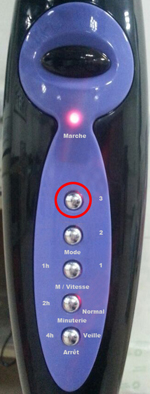 Marche
3
2
Mode
1h 1
M / Vitesse
2h Normal
Minuterie
4h Veille
Arrêt